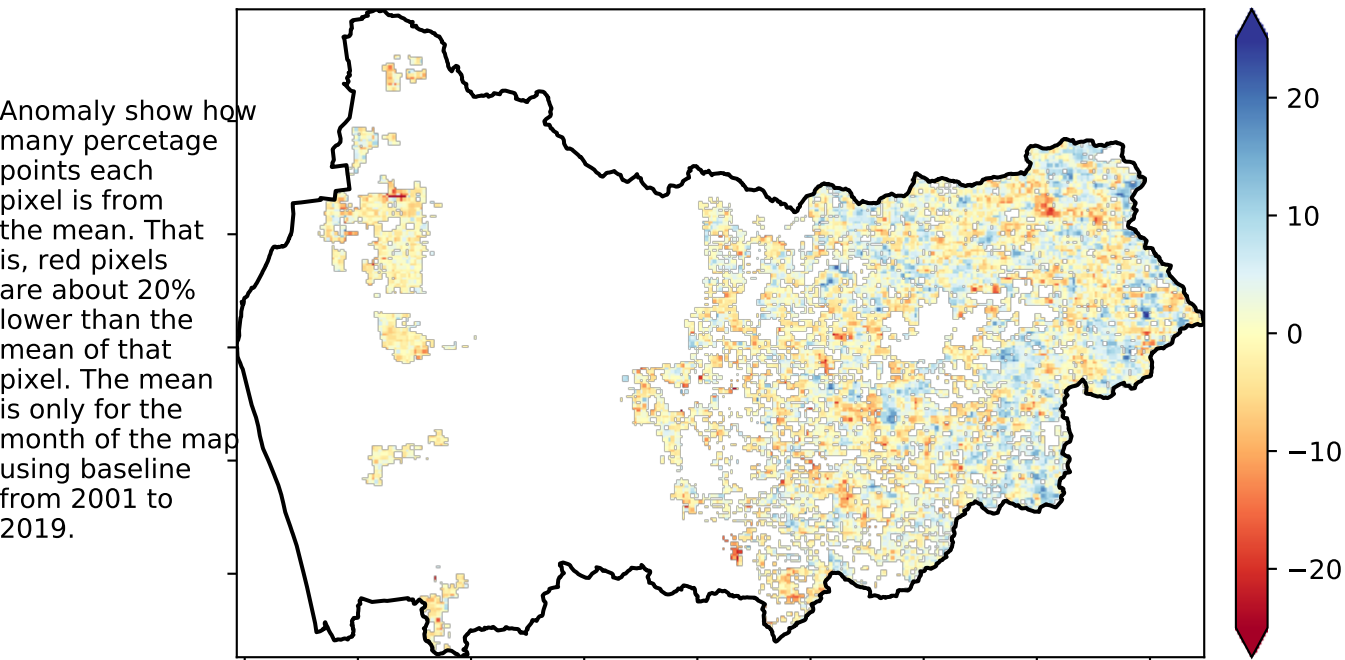 Anomaly show how
many percetage
points each
pixel is from
the mean. That
is, red pixels
are about 20%
lower than the
mean of that
pixel. The mean
is only for the
month of the map
using baseline
from 2001 to
2019.
20
10
0
−10
−20